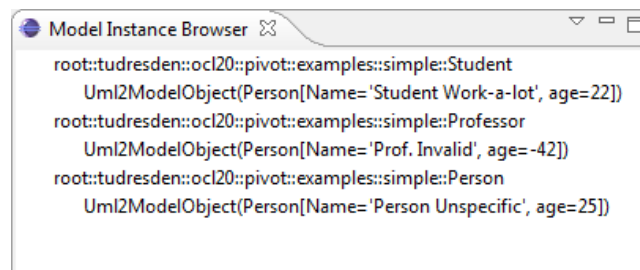 Model Instance Browser
root::tudresden::ocl20::pivot::examples::simple::Student
Uml2ModelObject(Person[Name='Student Work-a-lot', age=22])
root::tudresden::ocl20::pivot::examples::simple::Professor
Uml2ModelObject(Person[Name='Prof. Invalid', age=-42])
root::tudresden::ocl20::pivot::examples::simple::Person
Uml2ModelObject(Person[Name='Person Unspecific', age=25])